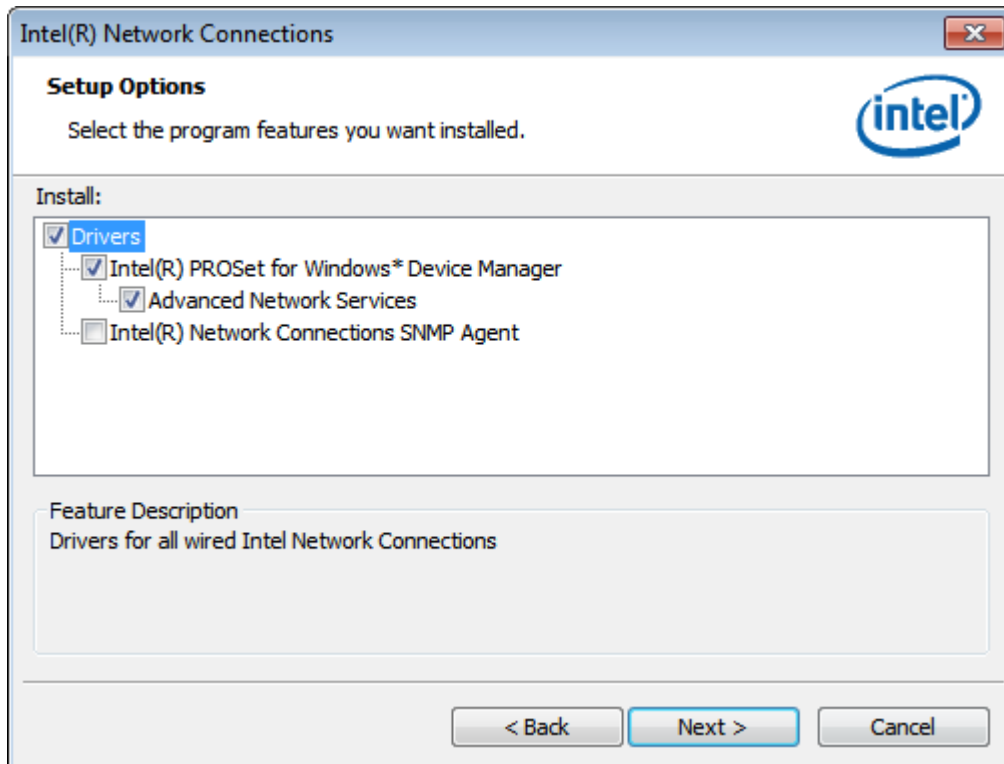 Intel(R) Network Connections
Setup Options
Select the program features you want installed.
intel
Install:
Drivers
Intel(R) PROSet for Windows* Device Manager
Advanced Network Services
Intel(R) Network Connections SNMP Agent
Feature Description
Drivers for all wired Intel Network Connections
< Back
Next >
Cancel